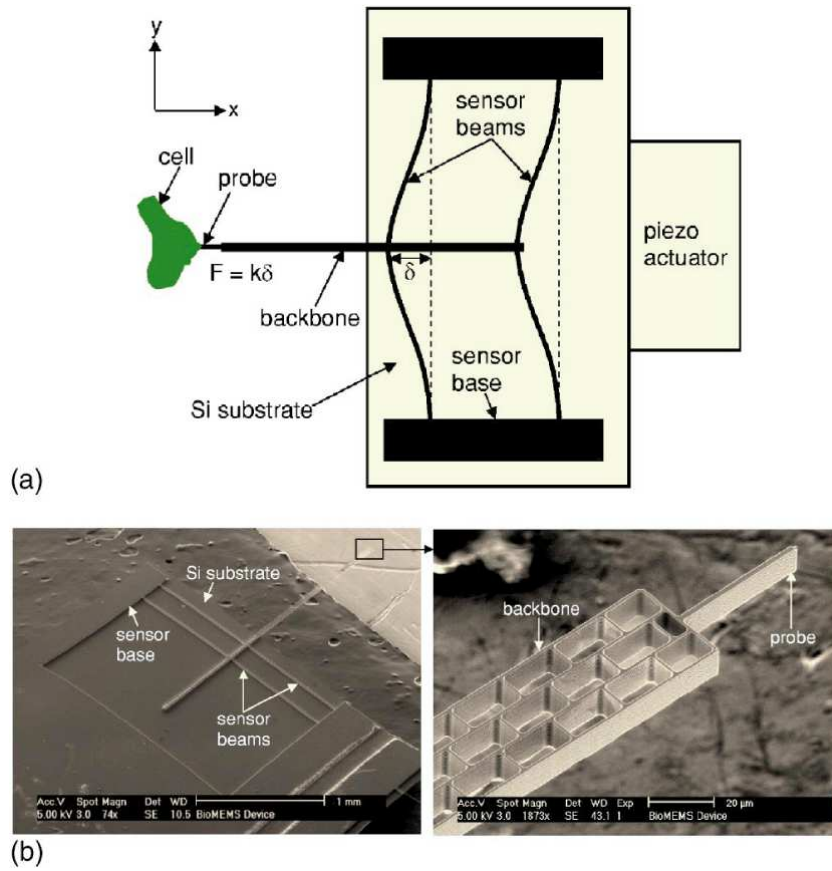 y
x
cell
probe
F = kδ
backbone
δ
sensor
beams
Si substrate
sensor
base
piezo
actuator
(a)
Si substrate
sensor
base
sensor
beams
Acc.V Spot Magn Det WD 1 mm
5.00 kV 3.0 74x SE 10.5 BioMEMS Device
backbone
probe
Acc.V Spot Magn Det WD Exp 20 µm
5.00 kV 3.0 1873x SE 43.1 1 BioMEMS Device
(b)